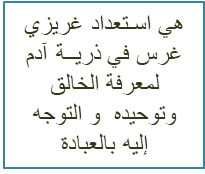 هي استعداد غريزي
غرس في ذريــة آدم
لمعرفة الخالق
وتوحيده و التوجه
إليه بالعبادة